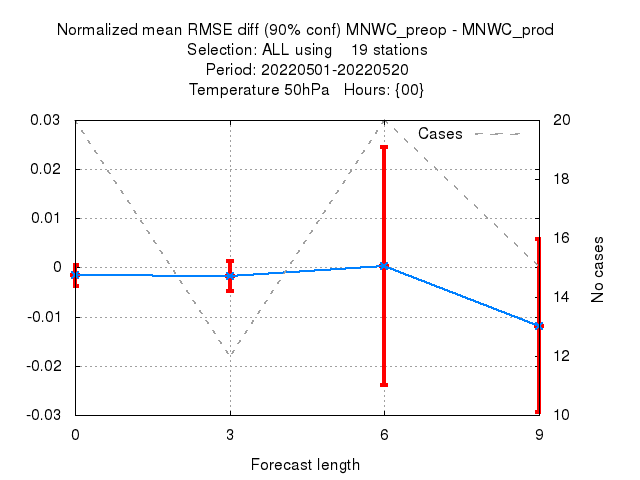 Normalized mean RMSE diff (90% conf) MNWC_preop - MNWC_prod
Selection: ALL using    19 stations
Period: 20220501-20220520
Temperature 50hPa   Hours: {00}
Cases
0.03
0.02
0.01
0
-0.01
-0.02
-0.03
20
18
16
14
12
10
No cases
0
3
6
9
Forecast length